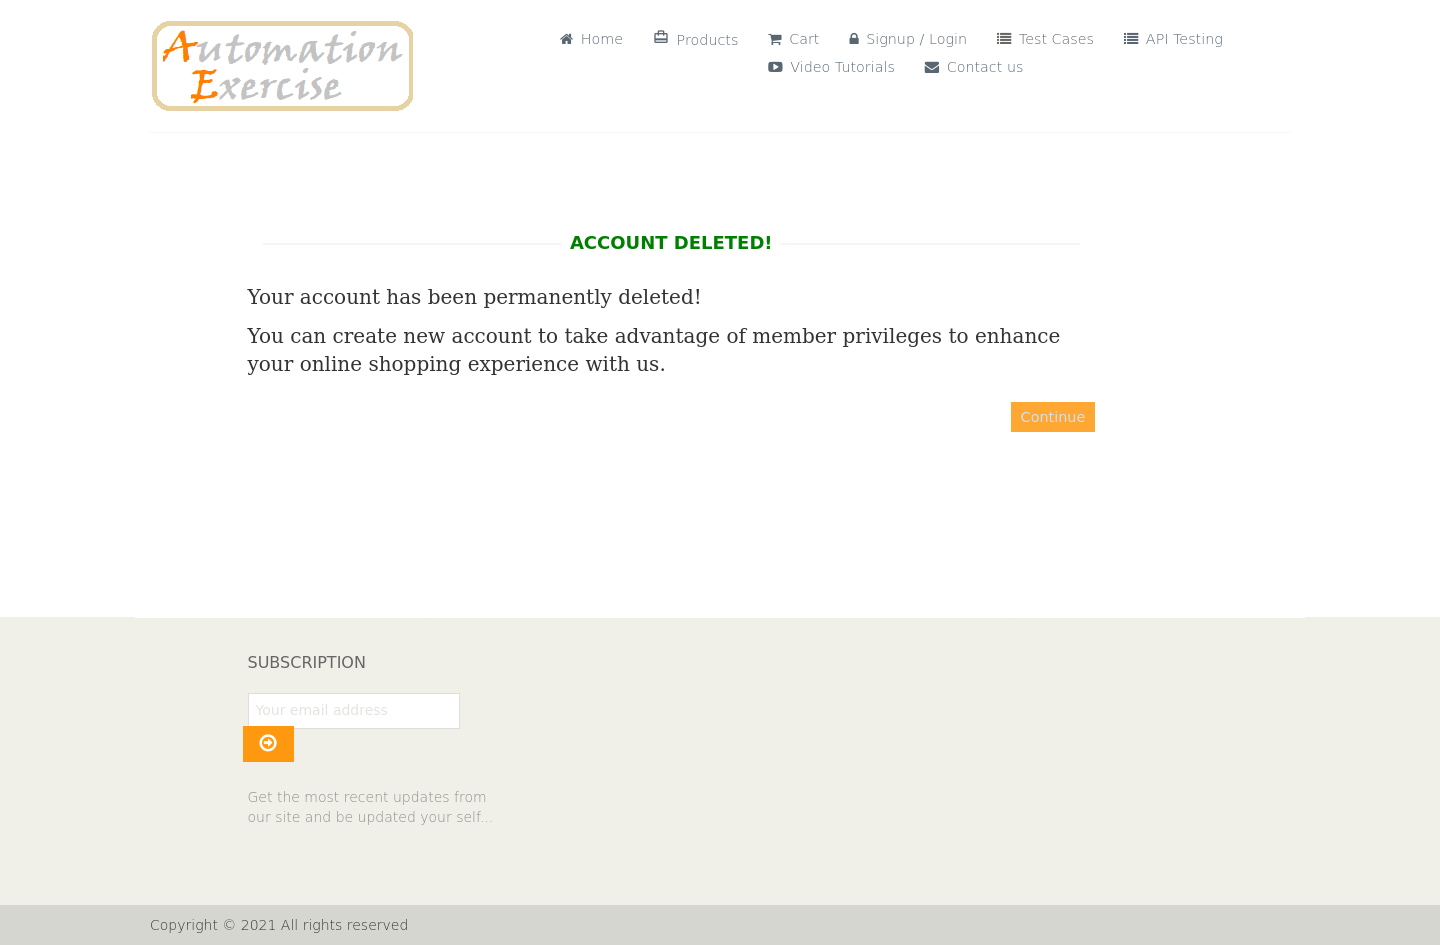 Automation
Exercise
Home
Products
Cart
Signup / Login
Test Cases
API Testing
Video Tutorials
Contact us
ACCOUNT DELETED!
Your account has been permanently deleted!
You can create new account to take advantage of member privileges to enhance
your online shopping experience with us.
Continue
SUBSCRIPTION
Your email address
Get the most recent updates from
our site and be updated your self...
Copyright © 2021 All rights reserved